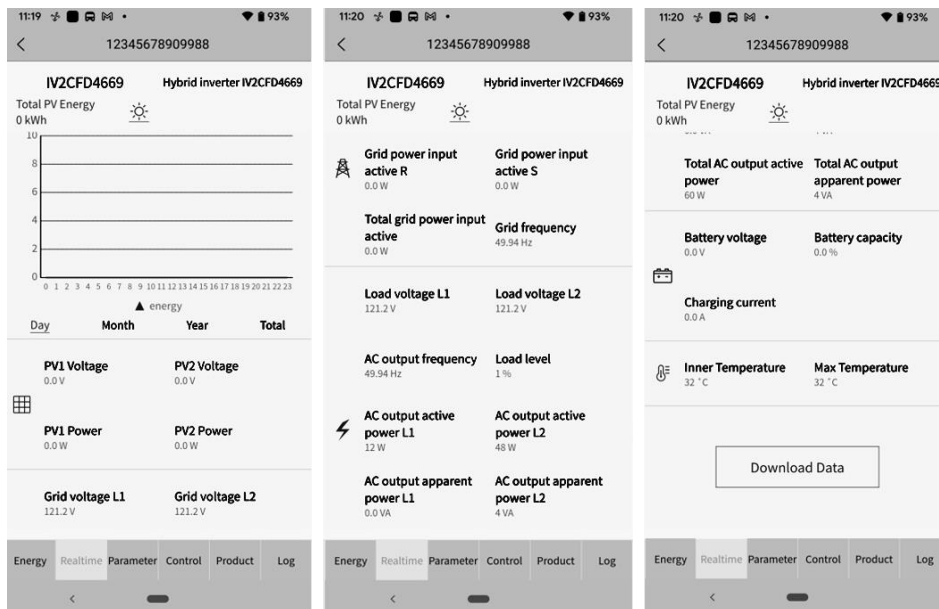 11:19 93%
12345678909988
IV2CFD4669 Hybrid inverter IV2CFD4669
Total PV Energy
0 kWh
10
8
6
4
2
0
0 1 2 3 4 5 6 7 8 9 10 11 12 13 14 15 16 17 18 19 20 21 22 23
energy
Day Month Year Total
PV1 Voltage PV2 Voltage
0.0 V 0.0 V
PV1 Power PV2 Power
0.0 W 0.0 W
Grid voltage L1 Grid voltage L2
121.2 V 121.2 V
Energy Realtime Parameter Control Product Log
11:20 93%
12345678909988
IV2CFD4669 Hybrid inverter IV2CFD4669
Total PV Energy
0 kWh
Grid power input Grid power input
active R active S
0.0 W 0.0 W
Total grid power input
active Grid frequency
0.0 W 49.94 Hz
Load voltage L1 Load voltage L2
121.2 V 121.2 V
AC output frequency Load level
49.94 Hz 1 %
AC output active AC output active
power L1 power L2
12 W 48 W
AC output apparent AC output apparent
power L1 power L2
0.0 VA 4 VA
Energy Realtime Parameter Control Product Log
11:20 93%
12345678909988
IV2CFD4669 Hybrid inverter IV2CFD4669
Total PV Energy
0 kWh
Total AC output active Total AC output
power apparent power
60 W 4 VA
Battery voltage Battery capacity
0.0 V 0.0 %
Charging current
0.0 A
Inner Temperature Max Temperature
32 °C 32 °C
Download Data
Energy Realtime Parameter Control Product Log